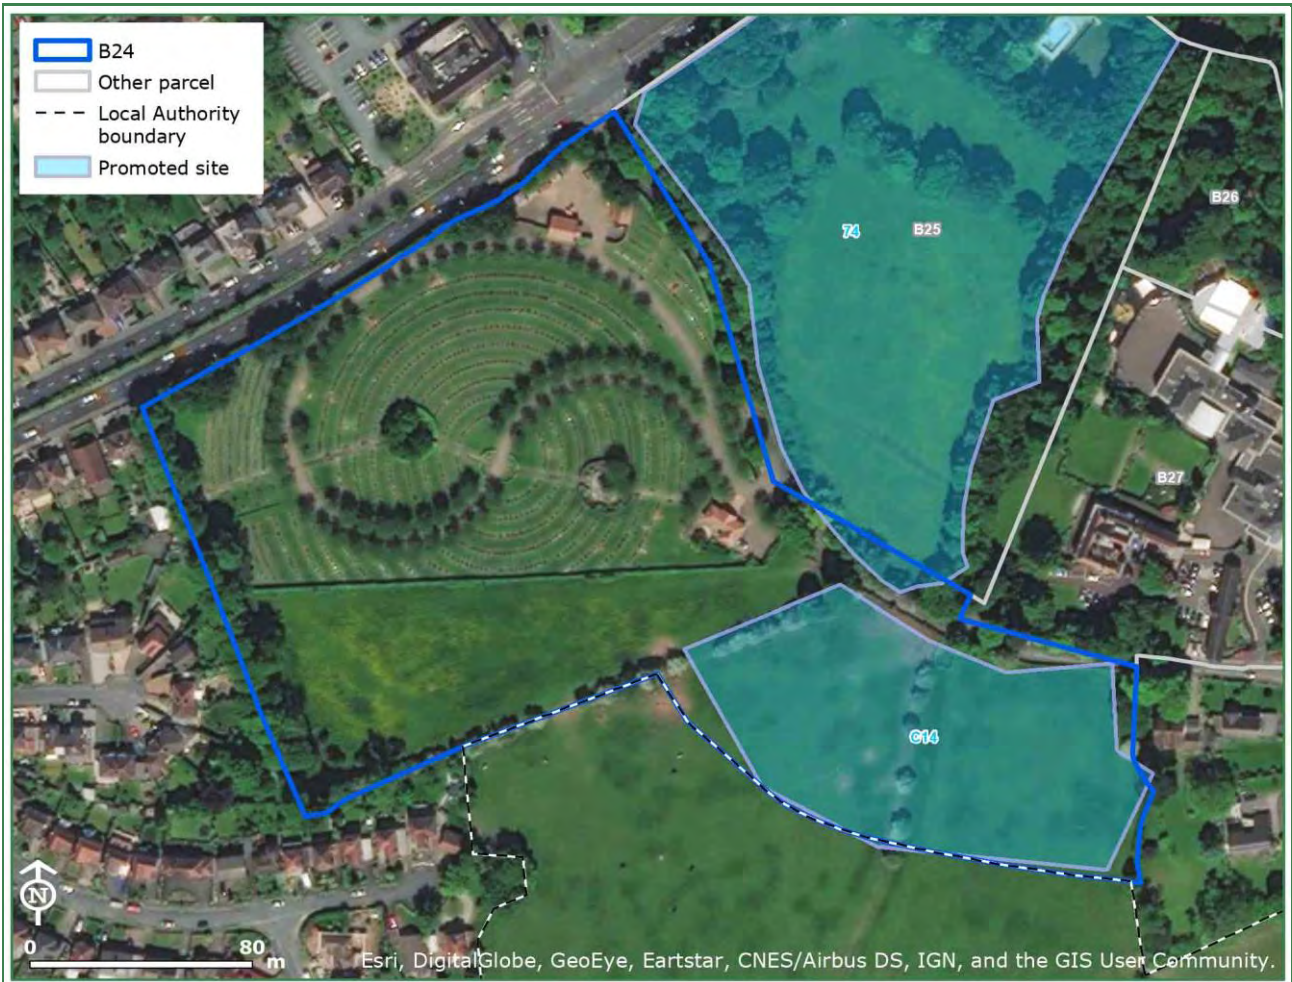 B24
Other parcel
Local Authority
boundary
Promoted site
B26
74
B25
B27
C14
N
0 80
m
Esri, DigitalGlobe, GeoEye, Eartstar, CNES/Airbus DS, IGN, and the GIS User Community.